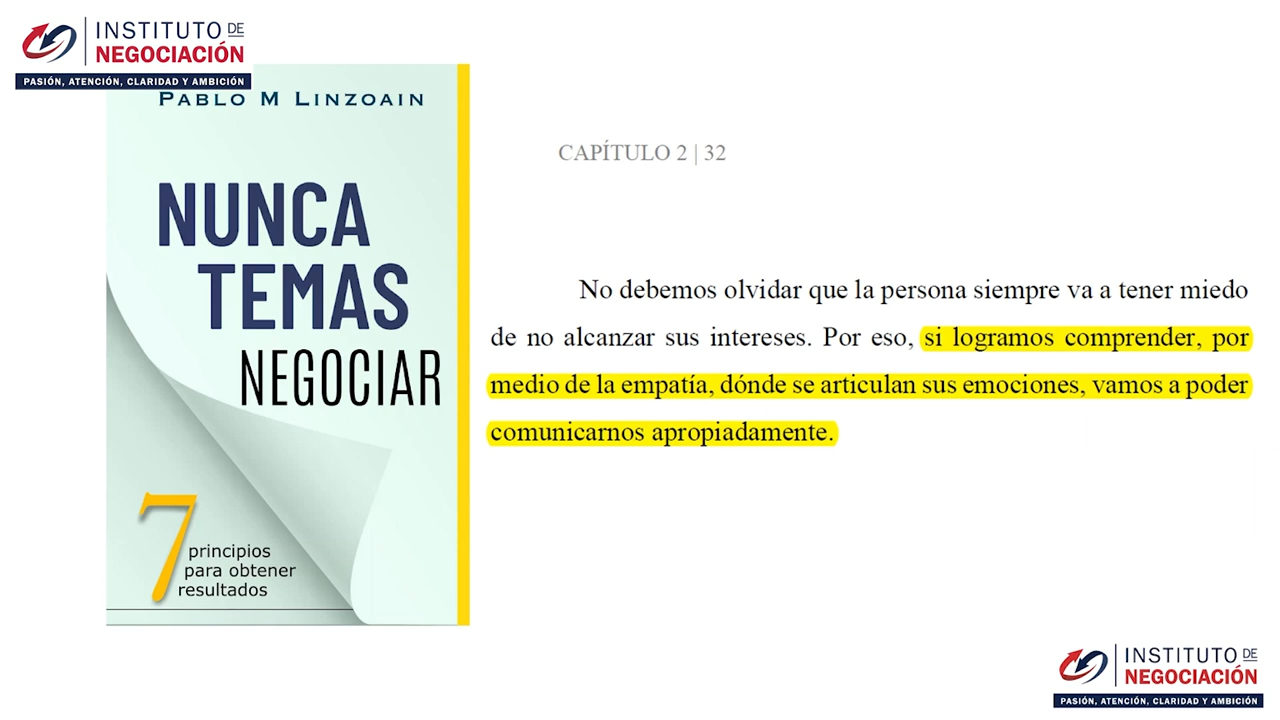 INSTITUTO DE
NEGOCIACIÓN
PASIÓN, ATENCIÓN, CLARIDAD Y AMBICIÓN
PABLO M LINZOAIN
NUNCA
TEMAS
NEGOCIAR
7
principios
para obtener
resultados
CAPÍTULO 2 | 32
No debemos olvidar que la persona siempre va a tener miedo
de no alcanzar sus intereses. Por eso, si logramos comprender, por
medio de la empatía, dónde se articulan sus emociones, vamos a poder
comunicarnos apropiadamente.
INSTITUTO DE
NEGOCIACIÓN
PASIÓN, ATENCIÓN, CLARIDAD Y AMBICIÓN